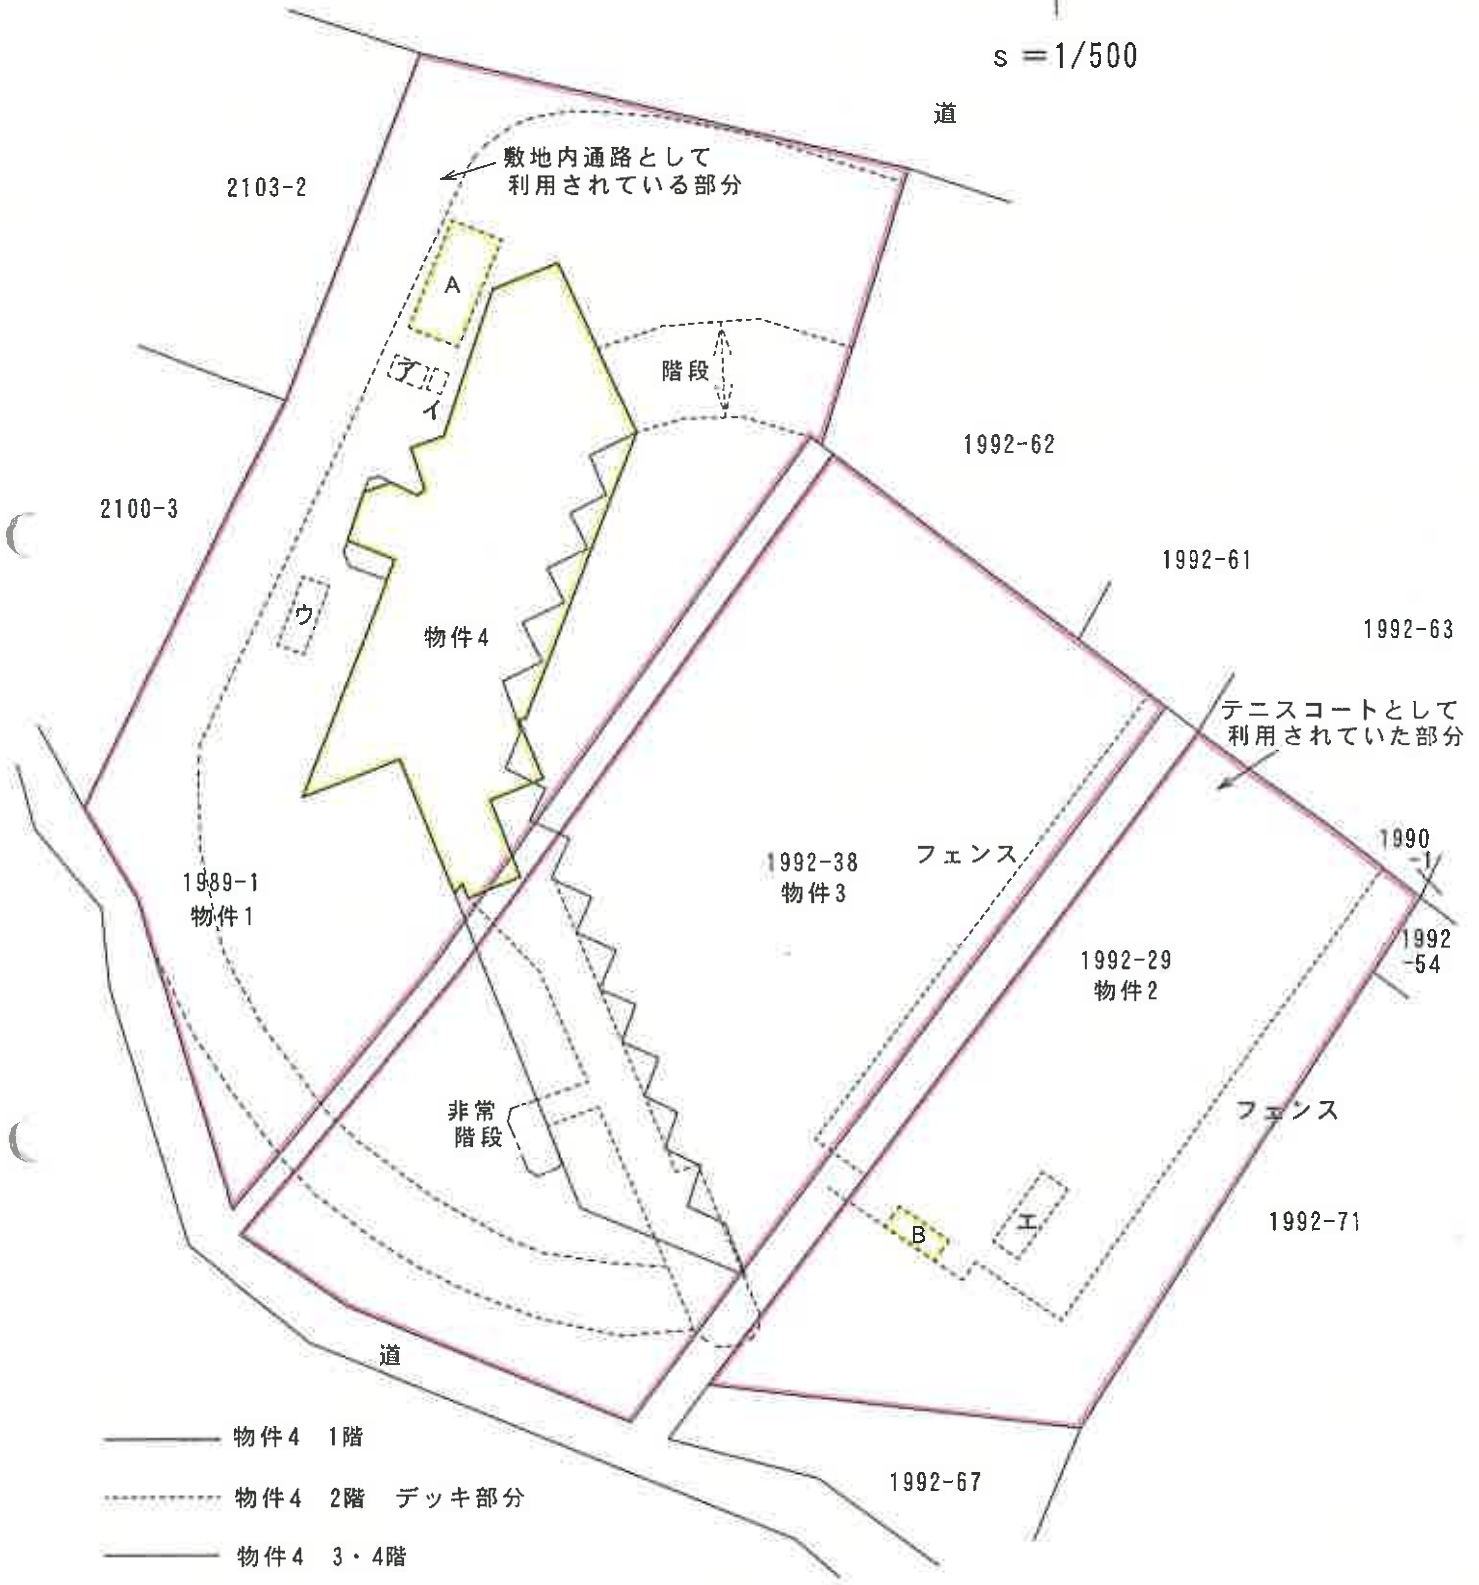 s＝1/500
道
敷地内通路として
利用されている部分
2103-2
A
ア
イ
階段
1992-62
2100-3
1992-61
ウ
物件4
1992-63
テニスコートとして
利用されていた部分
1990
-1
フェンス
1992-38
物件3
1989-1
物件1
1992
-54
1992-29
物件2
非常
階段
フェンス
エ
B
1992-71
道
物件4 1階
物件4 2階 デッキ部分
物件4 3・4階
1992-67